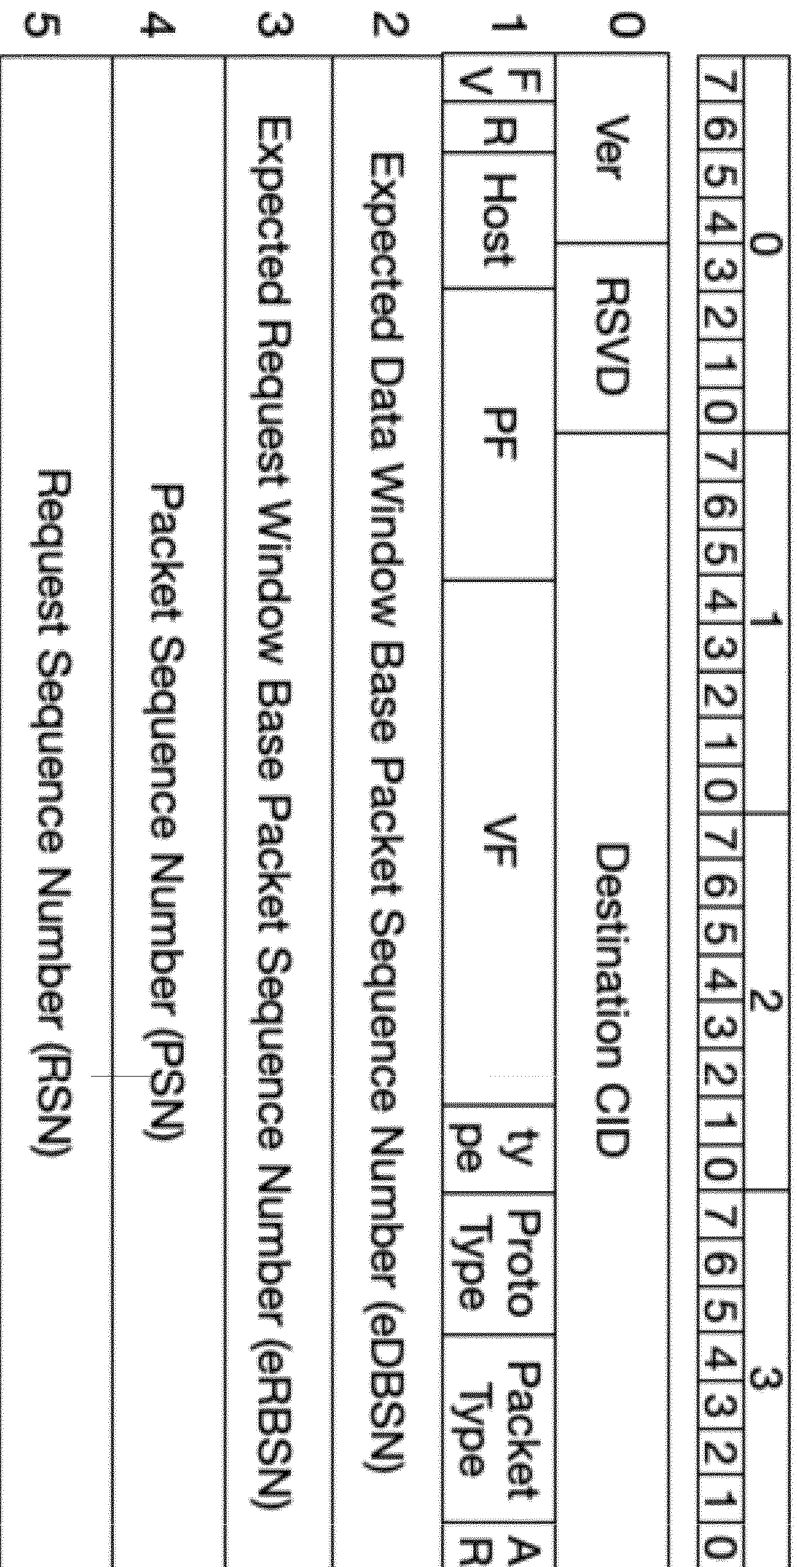 0 1 2 3
7 6 5 4 3 2 1 0 7 6 5 4 3 2 1 0 7 6 5 4 3 2 1 0 7 6 5 4 3 2 1 0
0 Ver RSVD Destination CID
1 F V R Host PF VF ty pe Proto Type Packet Type A R
2 Expected Data Window Base Packet Sequence Number (eDBSN)
3 Expected Request Window Base Packet Sequence Number (eRBSN)
4 Packet Sequence Number (PSN)
5 Request Sequence Number (RSN)